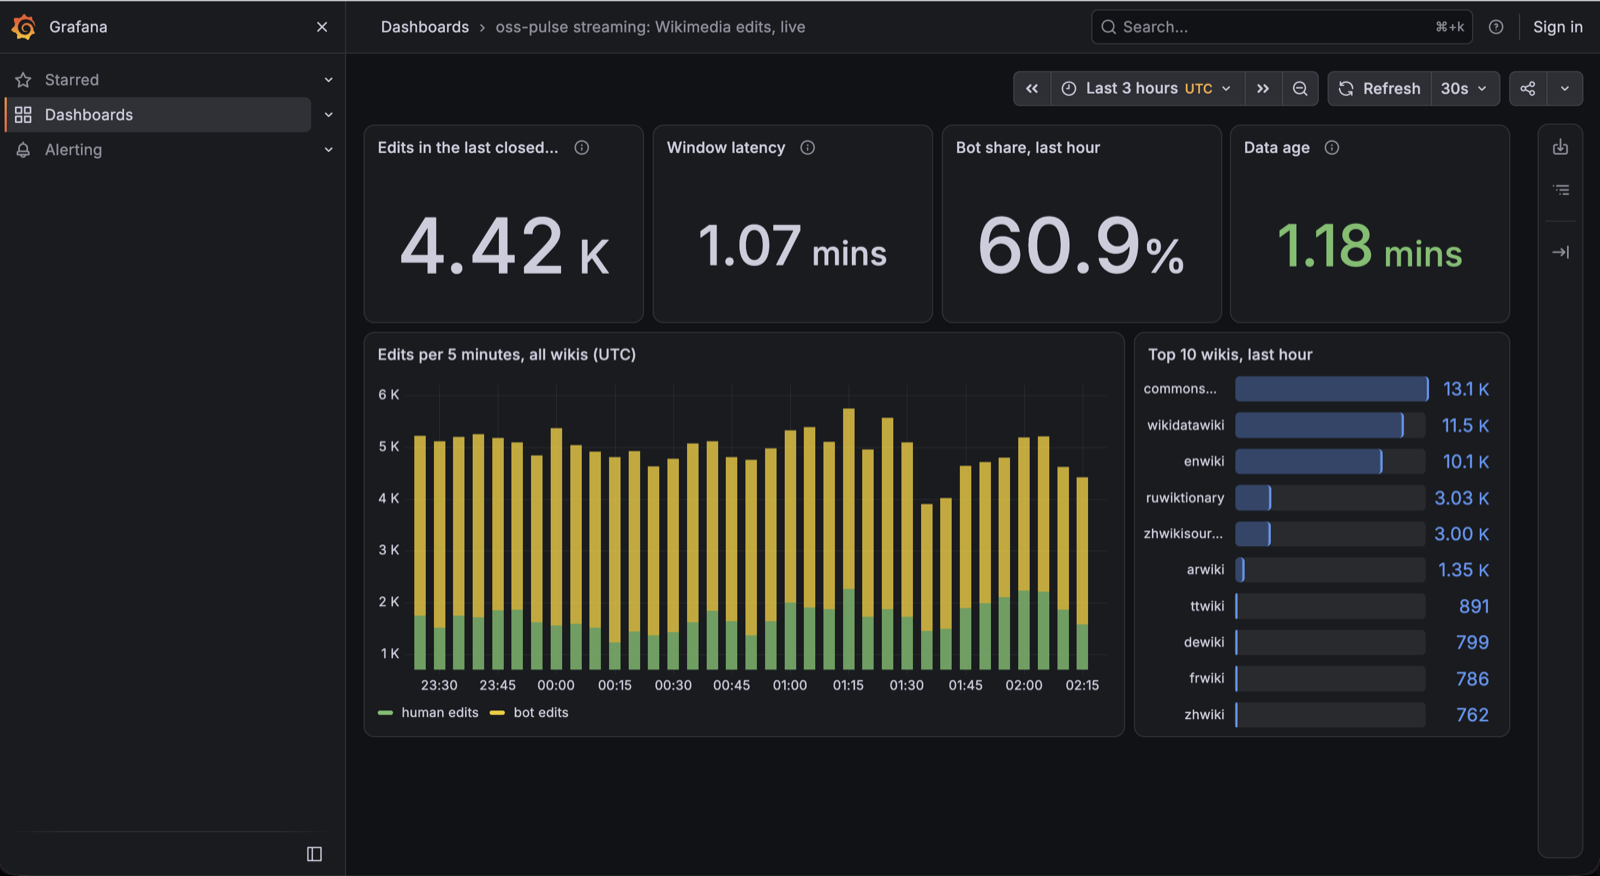 Grafana
Dashboards › oss-pulse streaming: Wikimedia edits, live
Search...
⌘+k
Sign in
Starred
Dashboards
Alerting
Last 3 hours UTC
Refresh
30s
Edits in the last closed...
4.42 K
Window latency
1.07 mins
Bot share, last hour
60.9%
Data age
1.18 mins
Edits per 5 minutes, all wikis (UTC)
6 K
5 K
4 K
3 K
2 K
1 K
23:30 23:45 00:00 00:15 00:30 00:45 01:00 01:15 01:30 01:45 02:00 02:15
human edits bot edits
Top 10 wikis, last hour
commons... 13.1 K
wikidatawiki 11.5 K
enwiki 10.1 K
ruwiktionary 3.03 K
zhwikisour... 3.00 K
arwiki 1.35 K
ttwiki 891
dewiki 799
frwiki 786
zhwiki 762